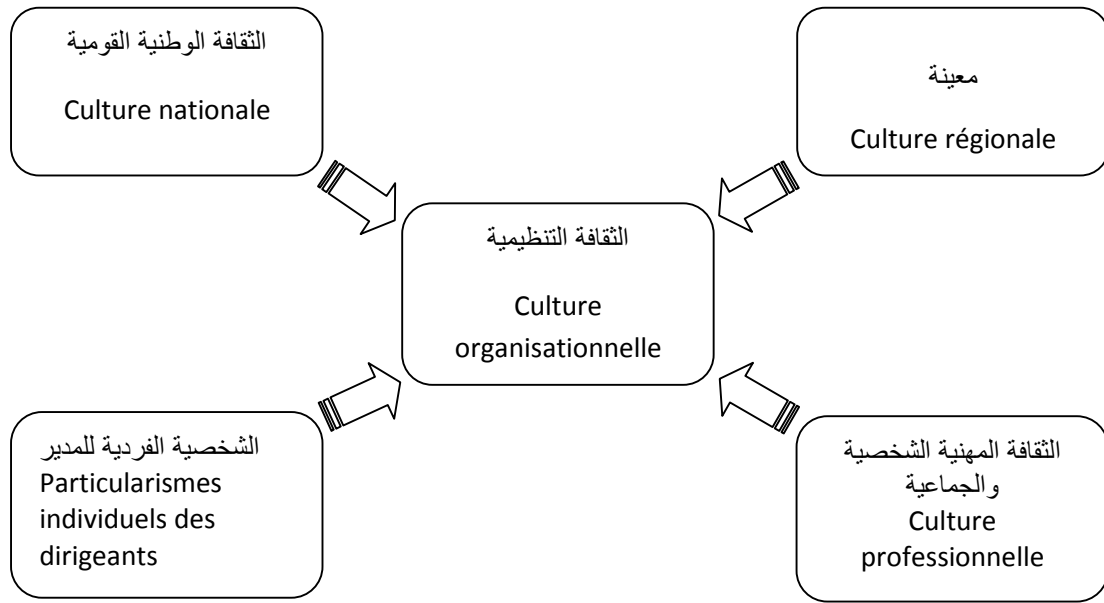 الثقافة الوطنية القومية
Culture nationale
معينة
Culture régionale
الثقافة التنظيمية
Culture
organisationnelle
الشخصية الفردية للمدير
Particularismes
individuels des
dirigeants
الثقافة المهنية الشخصية
والجماعية
Culture
professionnelle